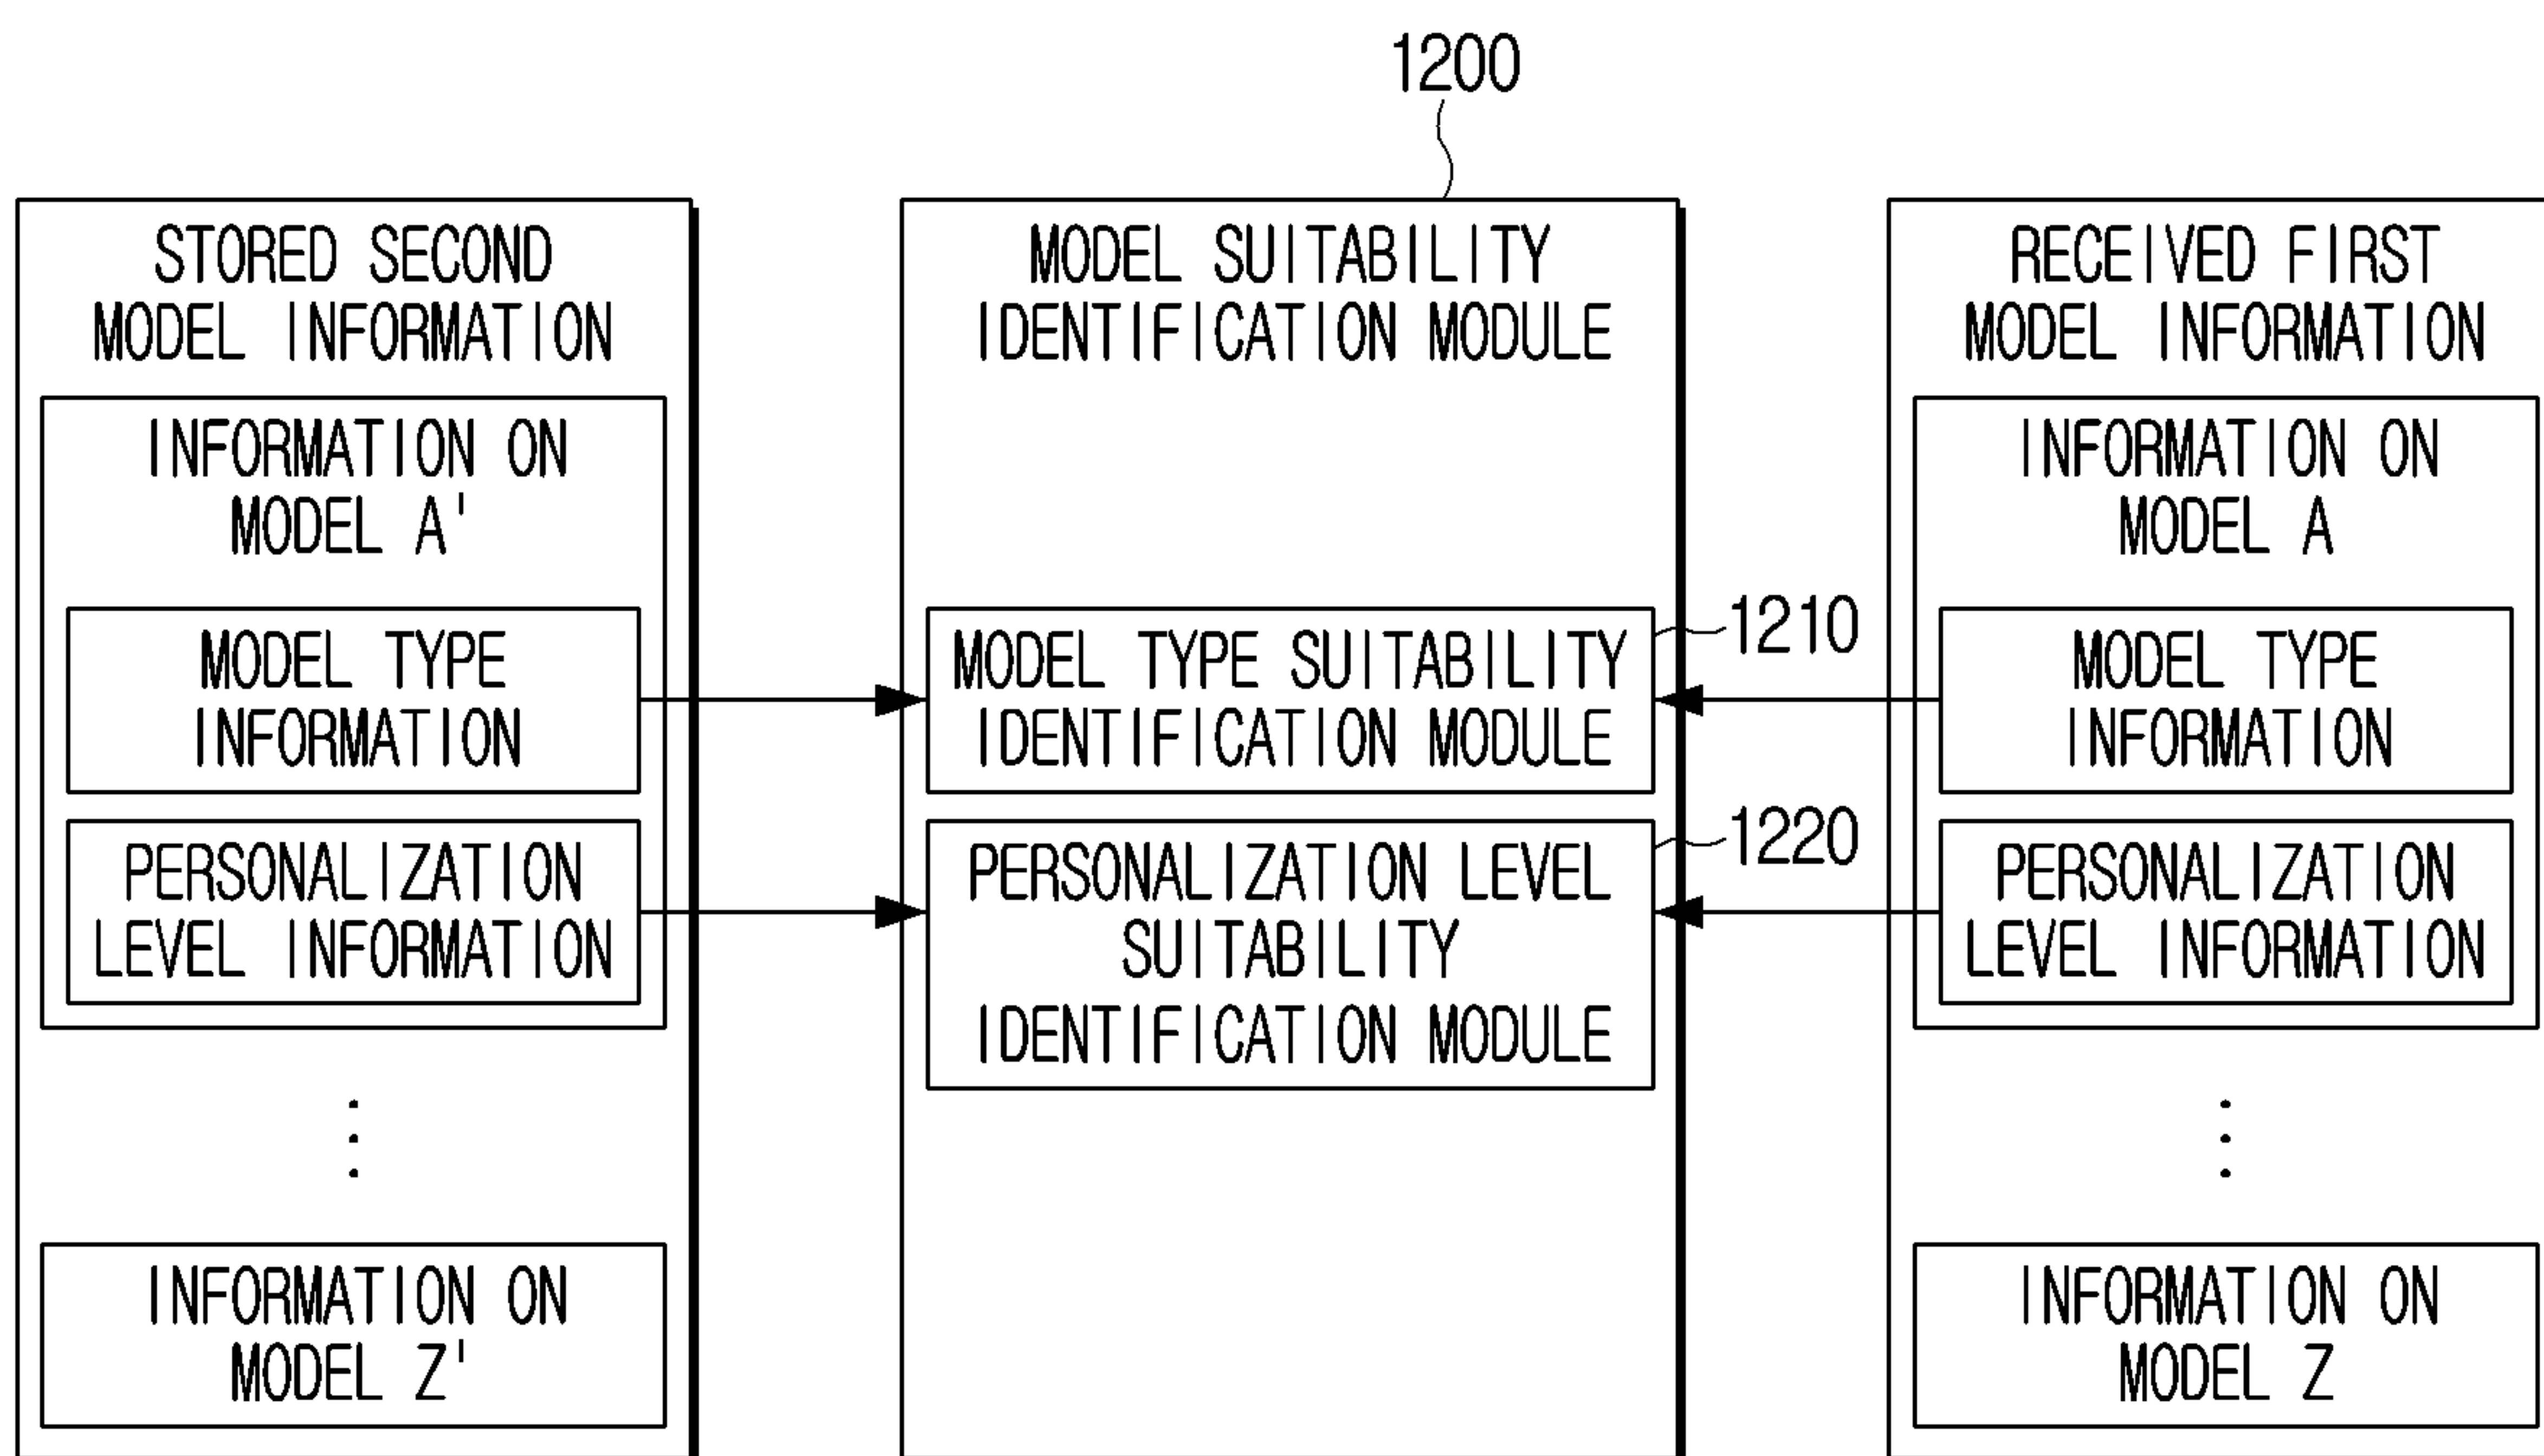 1200
STORED SECOND
MODEL INFORMATION
INFORMATION ON
MODEL A'
MODEL TYPE
INFORMATION
PERSONALIZATION
LEVEL INFORMATION
INFORMATION ON
MODEL Z'
MODEL SUITABILITY
IDENTIFICATION MODULE
MODEL TYPE SUITABILITY
IDENTIFICATION MODULE
1210
PERSONALIZATION LEVEL
SUITABILITY
IDENTIFICATION MODULE
1220
RECEIVED FIRST
MODEL INFORMATION
INFORMATION ON
MODEL A
MODEL TYPE
INFORMATION
PERSONALIZATION
LEVEL INFORMATION
INFORMATION ON
MODEL Z